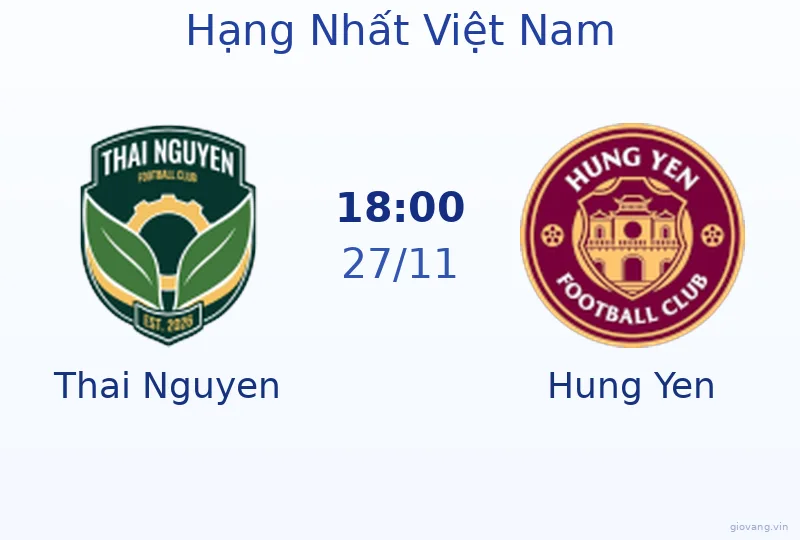 Hạng Nhất Việt Nam
THAI NGUYEN
FOOTBALL CLUB
EST. 2026
HUNG YEN
FOOTBALL CLUB
18:00
27/11
Thai Nguyen
Hung Yen
giovang.vin